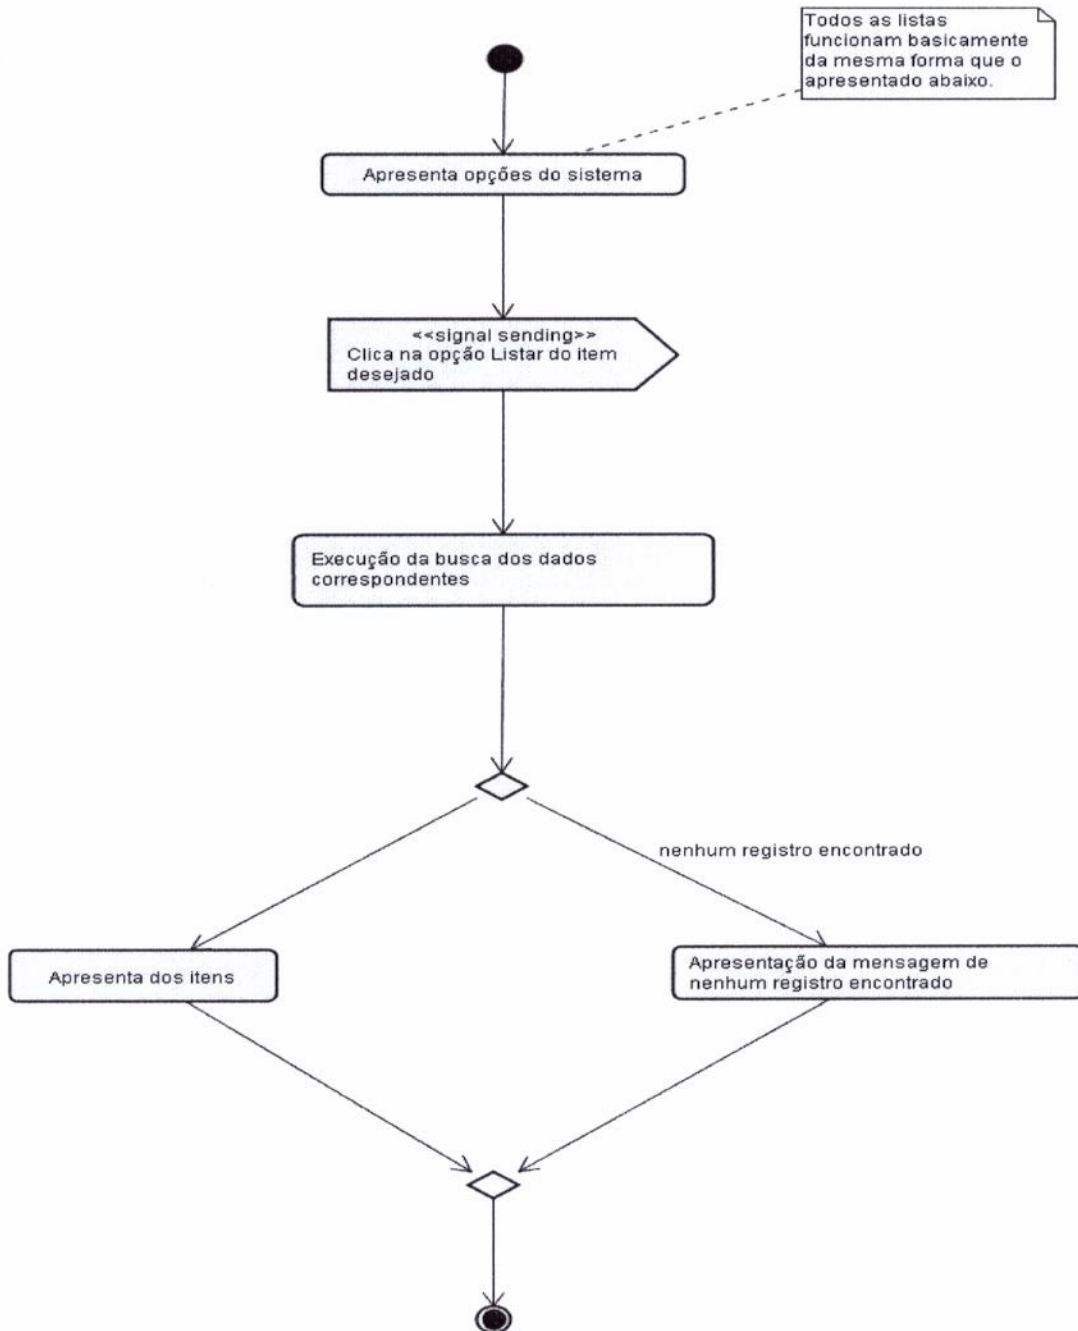 Todos as listas
funcionam basicamente
da mesma forma que o
apresentado abaixo.
Apresenta opções do sistema
<<signal sending>>
Clica na opção Listar do item
desejado
Execução da busca dos dados
correspondentes
nenhum registro encontrado
Apresenta dos itens
Apresentação da mensagem de
nenhum registro encontrado